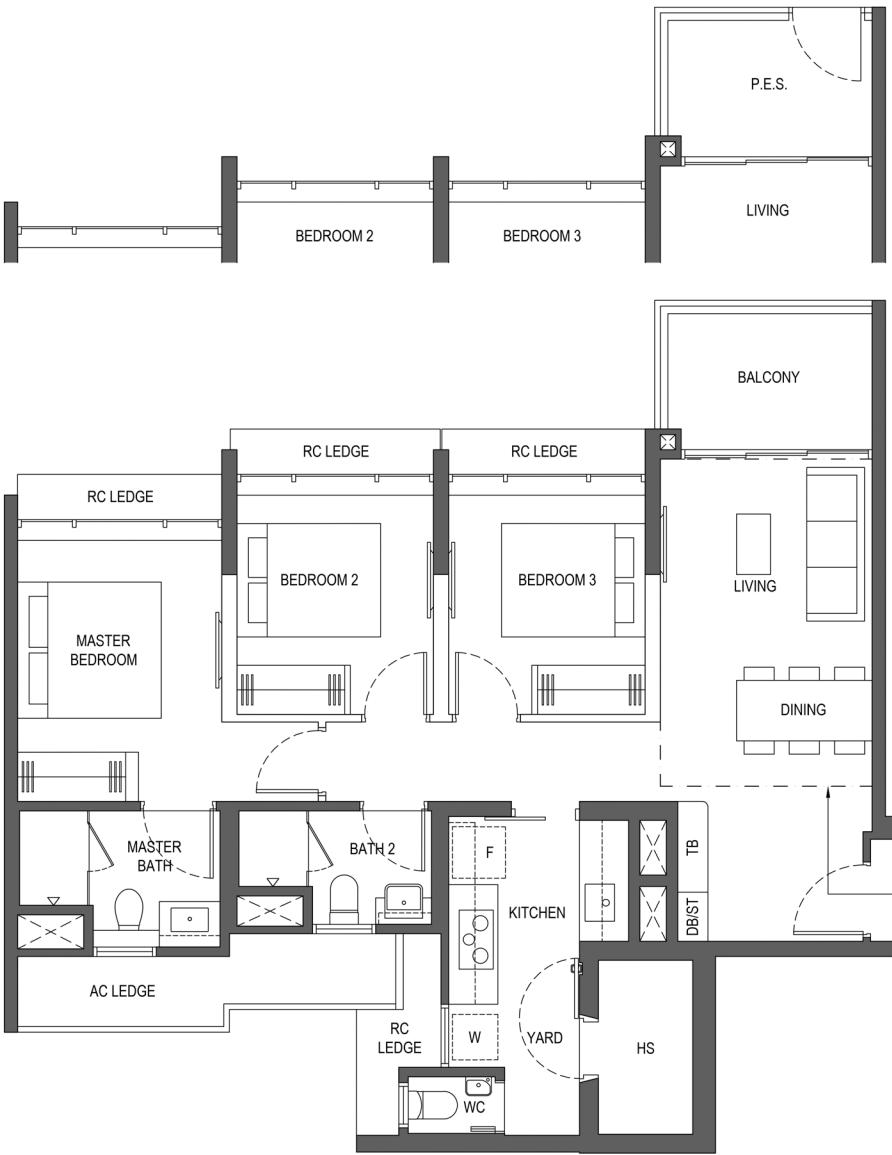 P.E.S.
LIVING
BEDROOM 2
BEDROOM 3
BALCONY
RC LEDGE
RC LEDGE
RC LEDGE
BEDROOM 2
BEDROOM 3
LIVING
MASTER
BEDROOM
DINING
MASTER
BATH
BATH 2
F
TB
KITCHEN
DB/ST
AC LEDGE
RC
LEDGE
W
YARD
HS
WC